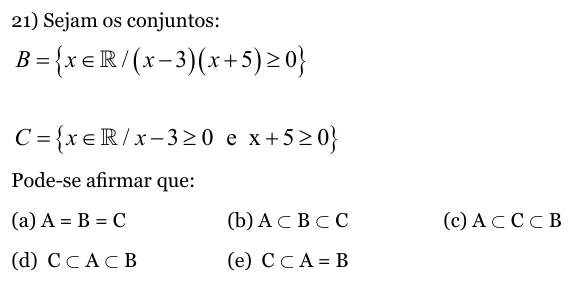 21) Sejam os conjuntos:
B = {x ∈ ℝ / (x − 3)(x + 5) ≥ 0}
C = {x ∈ ℝ / x − 3 ≥ 0 e x + 5 ≥ 0}
Pode-se afirmar que:
(a) A = B = C (b) A ⊂ B ⊂ C (c) A ⊂ C ⊂ B
(d) C ⊂ A ⊂ B (e) C ⊂ A = B